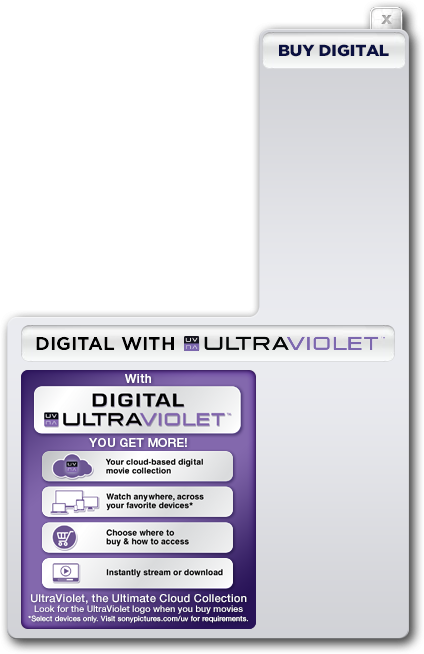 X
BUY DIGITAL
DIGITAL WITH UV ULTRAVIOLET™
With
DIGITAL
UV ULTRAVIOLET™
YOU GET MORE!
UV
Your cloud-based digital
movie collection
Watch anywhere, across
your favorite devices*
Choose where to
buy & how to access
Instantly stream or download
UltraViolet, the Ultimate Cloud Collection
Look for the UltraViolet logo when you buy movies
*Select devices only. Visit sonypictures.com/uv for requirements.